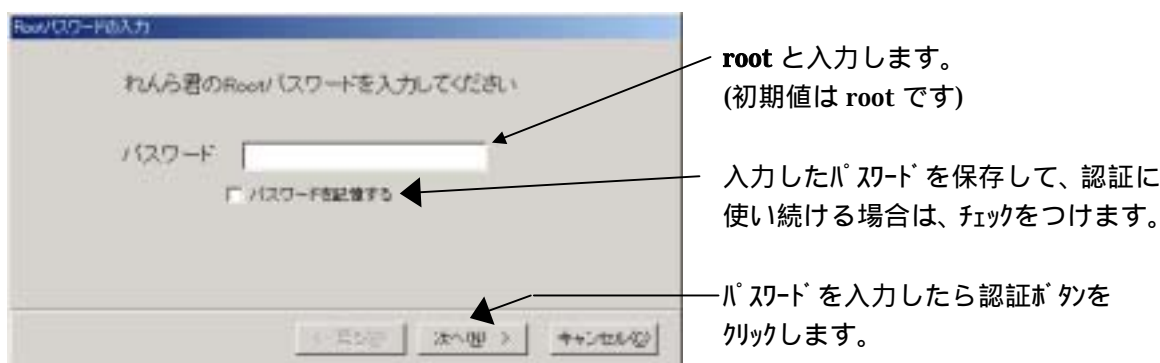 Rootパスワードの入力
れんら君のRootパスワードを入力してください
パスワード
パスワードを記憶する
< 戻る(B)
次へ(N) >
キャンセル(C)
root と入力します。
(初期値は root です)
入力したﾊﾟｽﾜｰﾄﾞを保存して、認証に
使い続ける場合は、ﾁｪｯｸをつけます。
ﾊﾟｽﾜｰﾄﾞを入力したら認証ﾎﾞﾀﾝを
ｸﾘｯｸします。